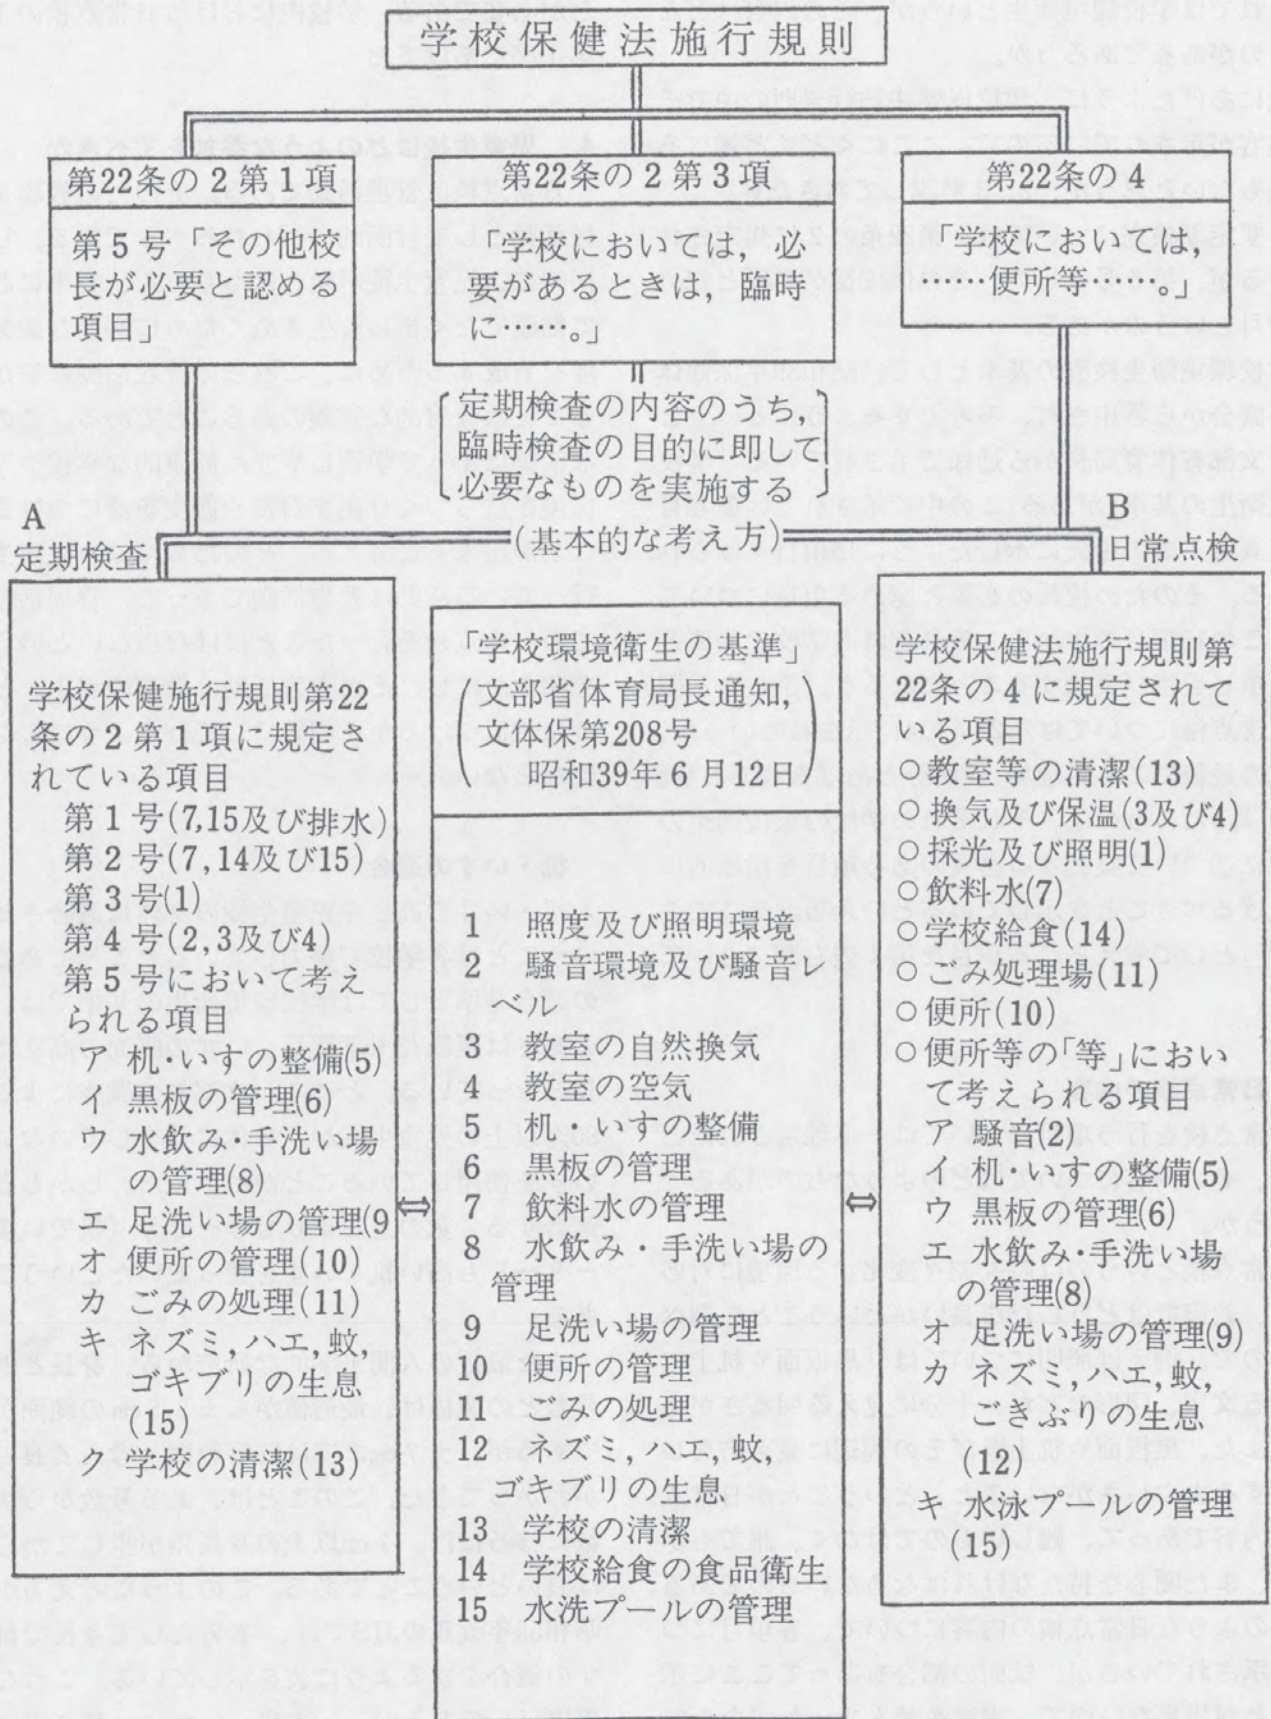 学校保健法施行規則
第22条の2第1項
第5号「その他校
長が必要と認める
項目」
第22条の2第3項
「学校においては，必
要があるときは，臨時
に……。」
第22条の4
「学校においては，
……便所等……。」
定期検査の内容のうち，
臨時検査の目的に即して
必要なものを実施する
(基本的な考え方)
A
定期検査
学校保健施行規則第22
条の2第1項に規定さ
れている項目
第1号(7,15及び排水)
第2号(7，14及び15)
第3号(1)
第4号(2,3及び4)
第5号において考え
られる項目
ア 机・いすの整備(5)
イ 黒板の管理(6)
ウ 水飲み・手洗い場
の管理(8)
エ 足洗い場の管理(9
オ 便所の管理(10)
カ ごみの処理(11)
キ ネズミ，ハエ，蚊，
ゴキブリの生息
(15)
ク 学校の清潔(13)
⇔
「学校環境衛生の基準」
(文部省体育局長通知，
文体保第208号
昭和39年6月12日)
1 照度及び照明環境
2 騒音環境及び騒音レ
ベル
3 教室の自然換気
4 教室の空気
5 机・いすの整備
6 黒板の管理
7 飲料水の管理
8 水飲み・手洗い場の
管理
9 足洗い場の管理
10 便所の管理
11 ごみの処理
12 ネズミ，ハエ，蚊，
ゴキブリの生息
13 学校の清潔
14 学校給食の食品衛生
15 水洗プールの管理
⇔
B
日常点検
学校保健法施行規則第
22条の4に規定されて
いる項目
○教室等の清潔(13)
○換気及び保温(3及び4)
○採光及び照明(1)
○飲料水(7)
○学校給食(14)
○ごみ処理場(11)
○便所(10)
○便所等の「等」におい
て考えられる項目
ア 騒音(2)
イ 机・いすの整備(5)
ウ 黒板の管理(6)
エ 水飲み・手洗い場
の管理(8)
オ 足洗い場の管理(9)
カ ネズミ，ハエ，蚊，
ごきぶりの生息
(12)
キ 水泳プールの管理
(15)